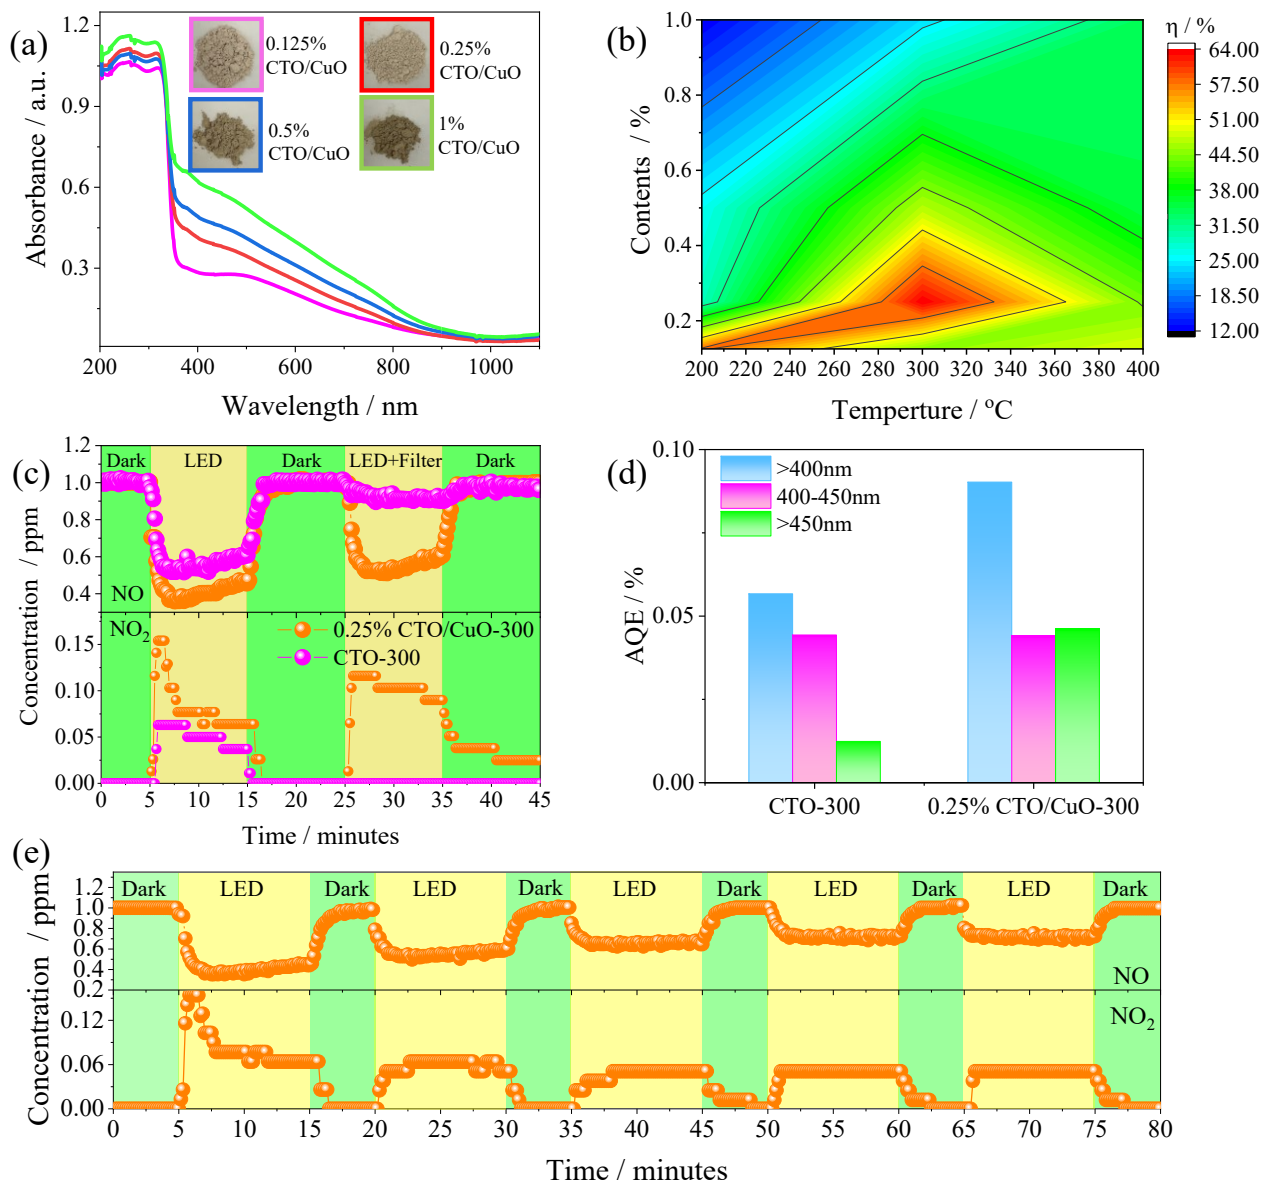 (a)
1.2
0.9
0.6
0.3
Absorbance / a.u.
200
400
600
800
1000
Wavelength / nm
0.125%
CTO/CuO
0.25%
CTO/CuO
0.5%
CTO/CuO
1%
CTO/CuO
(b)
1.0
0.8
0.6
0.4
0.2
Contents / %
200 220 240 260 280 300 320 340 360 380 400
Temperture / ºC
η / %
64.00
57.50
51.00
44.50
38.00
31.50
25.00
18.50
12.00
(c)
1.2
1.0
0.8
0.6
0.4
Dark
LED
Dark
LED+Filter
Dark
NO
0.15
0.10
0.05
0.00
NO2
0.25% CTO/CuO-300
CTO-300
Concentration / ppm
0 5 10 15 20 25 30 35 40 45
Time / minutes
(d)
0.10
0.05
0.00
AQE / %
>400nm
400-450nm
>450nm
CTO-300
0.25% CTO/CuO-300
(e)
1.2
1.0
0.8
0.6
0.4
0.2
0.12
0.06
0.00
Concentration / ppm
Dark LED Dark LED Dark LED Dark LED Dark LED Dark
NO
NO2
0 5 10 15 20 25 30 35 40 45 50 55 60 65 70 75 80
Time / minutes